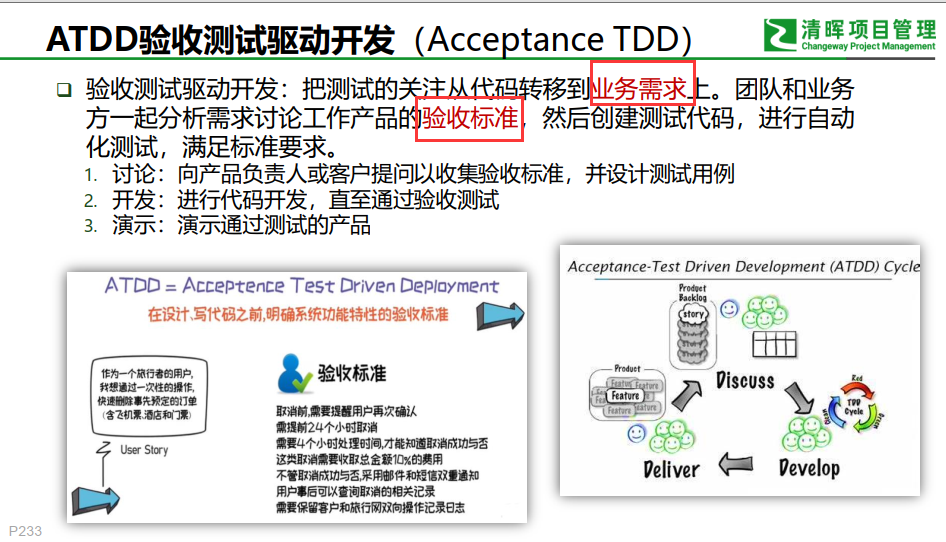 ATDD验收测试驱动开发（Acceptance TDD）
清晖项目管理
Changeway Project Management
验收测试驱动开发：把测试的关注从代码转移到业务需求上。团队和业务
方一起分析需求讨论工作产品的验收标准，然后创建测试代码，进行自动
化测试，满足标准要求。
1. 讨论：向产品负责人或客户提问以收集验收标准，并设计测试用例
2. 开发：进行代码开发，直至通过验收测试
3. 演示：演示通过测试的产品
ATDD = Acceptence Test Driven Deployment
在设计、写代码之前,明确系统功能特性的验收标准
作为一个旅行者的用户,
我想通过一次性的操作,
快速删除事先预定的订单
(含飞机票,酒店和门票)
User Story
验收标准
取消前,需要提醒用户再次确认
需提前24个小时取消
需要4个小时处理时间,才能知道取消成功与否
这类取消需要收取总金额10%的费用
不管取消成功与否,采用邮件和短信双重通知
用户事后可以查询取消的相关记录
需要保留客户和旅行网双向操作记录日志
Acceptance-Test Driven Development (ATDD) Cycle
Product
Backlog
story
Discuss
Product
Feature
Feature
Feature
Feature
Red
TDD
Cycle
Green
Deliver
Develop
P233